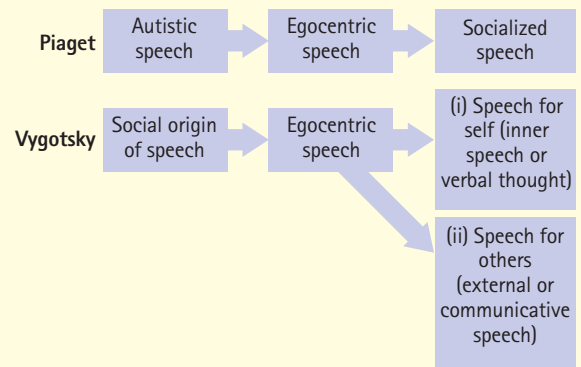 Piaget
Autistic
speech
Egocentric
speech
Socialized
speech
Vygotsky
Social origin
of speech
Egocentric
speech
(i) Speech for
self (inner
speech or
verbal thought)
(ii) Speech for
others
(external or
communicative
speech)